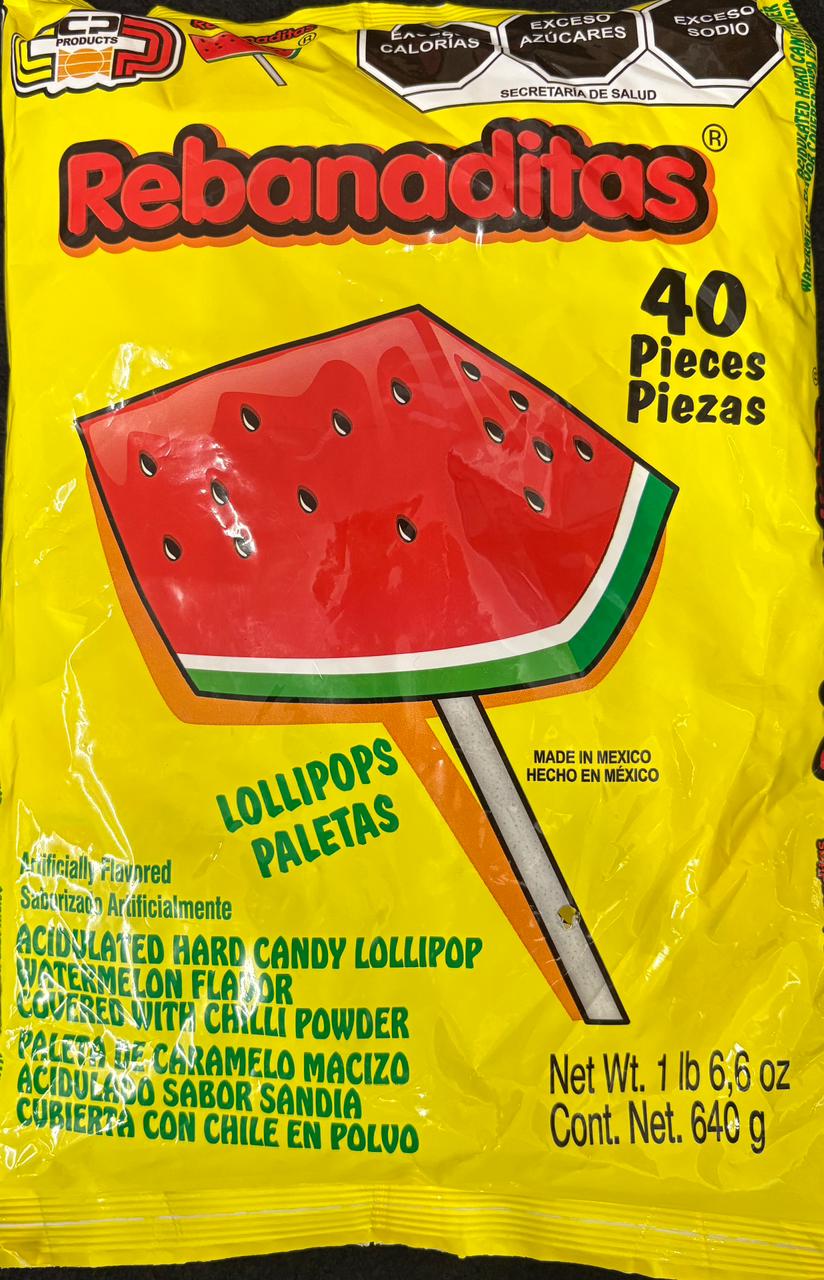 PRODUCTS
Rebanaditas®
EXCESO CALORÍAS
EXCESO AZÚCARES
EXCESO SODIO
SECRETARÍA DE SALUD
Rebanaditas®
40
Pieces
Piezas
LOLLIPOPS
PALETAS
MADE IN MEXICO
HECHO EN MÉXICO
Artificially Flavored
Saborizado Artificialmente
ACIDULATED HARD CANDY LOLLIPOP
WATERMELON FLAVOR
COVERED WITH CHILLI POWDER
PALETA DE CARAMELO MACIZO
ACIDULADO SABOR SANDIA
CUBIERTA CON CHILE EN POLVO
Net Wt. 1 lb 6,6 oz
Cont. Net. 640 g